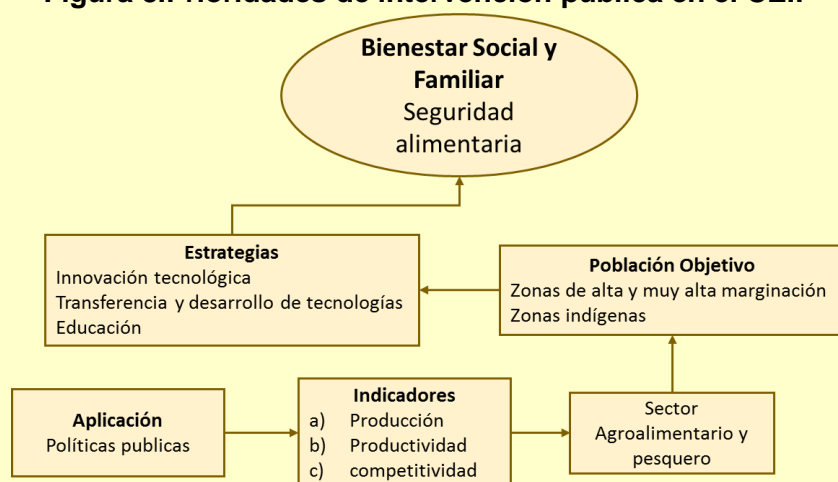 Bienestar Social y
Familiar
Seguridad
alimentaria
Estrategias
Innovación tecnológica
Transferencia y desarrollo de tecnologías
Educación
Población Objetivo
Zonas de alta y muy alta marginación
Zonas indígenas
Aplicación
Políticas publicas
Indicadores
a) Producción
b) Productividad
c) competitividad
Sector
Agroalimentario y
pesquero